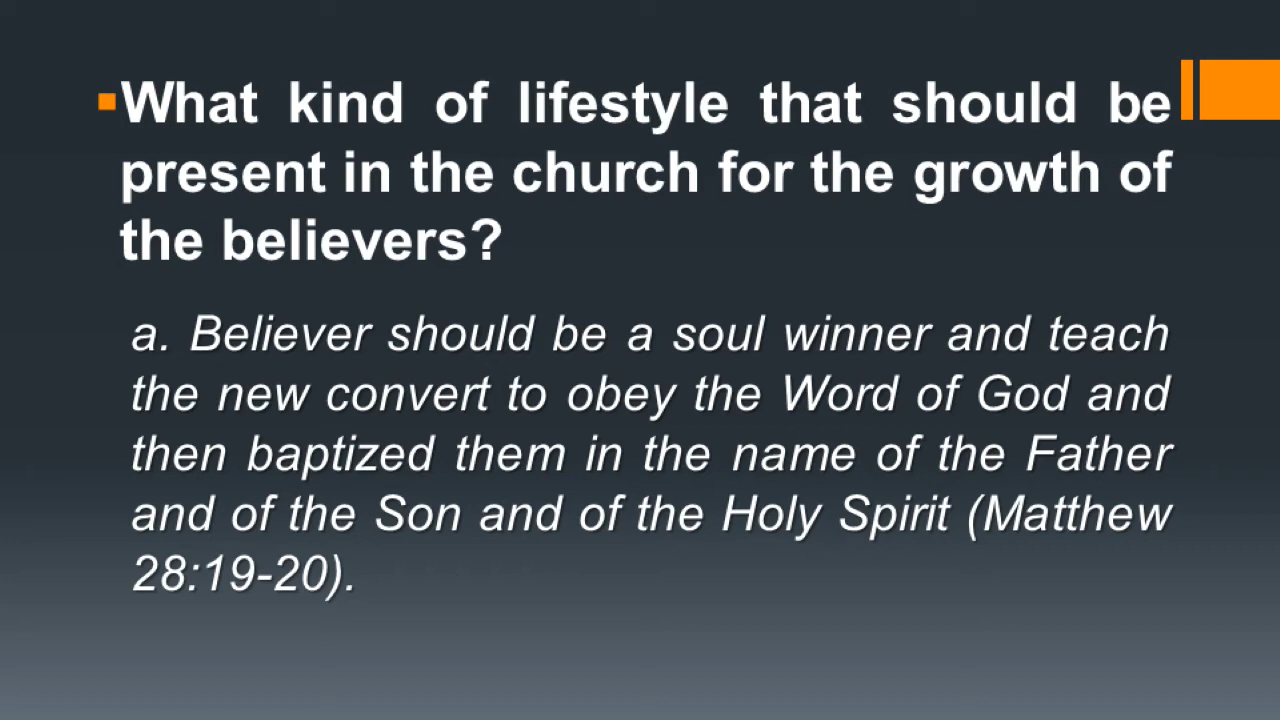 What kind of lifestyle that should be
present in the church for the growth of
the believers?
a. Believer should be a soul winner and teach
the new convert to obey the Word of God and
then baptized them in the name of the Father
and of the Son and of the Holy Spirit (Matthew
28:19-20).